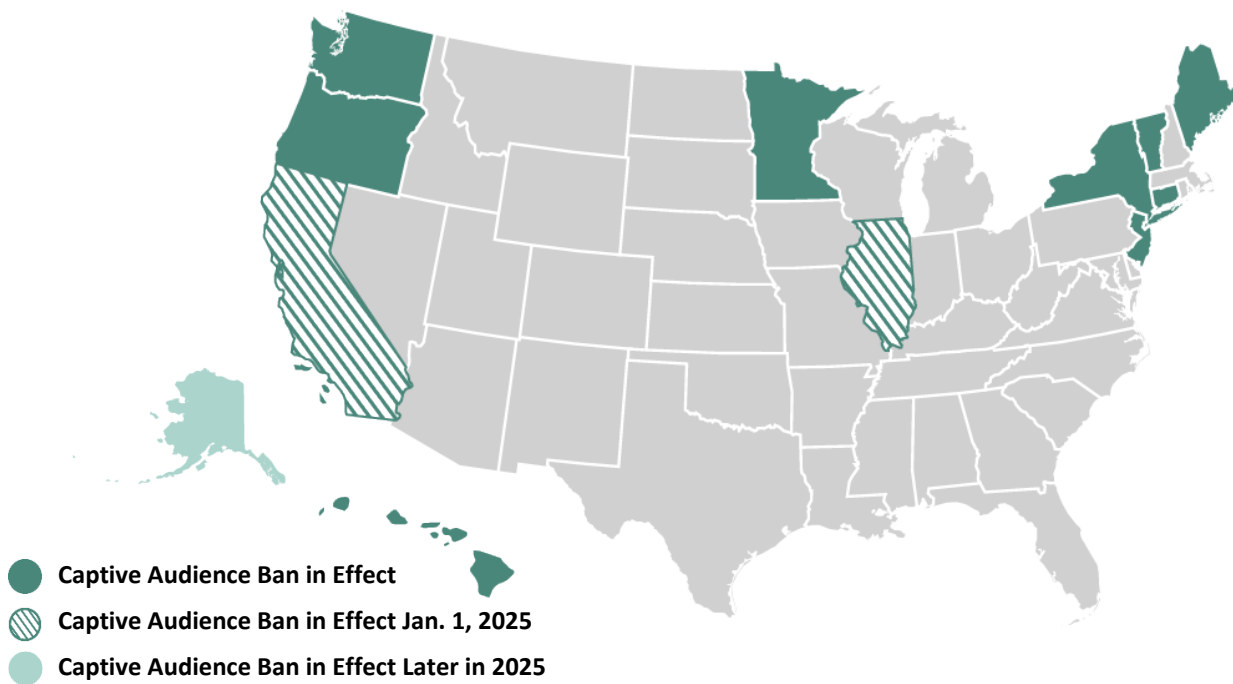 Captive Audience Ban in Effect
Captive Audience Ban in Effect Jan. 1, 2025
Captive Audience Ban in Effect Later in 2025